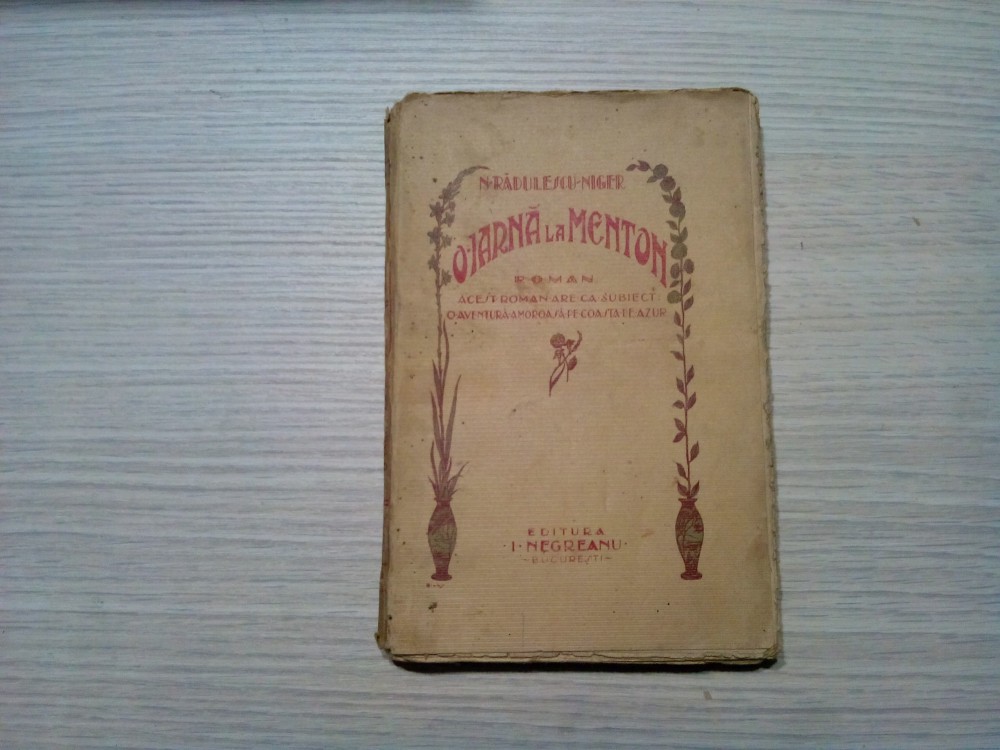 N·RĂDULESCU·NIGER
O·IARNĂ LA MENTON
ROMAN
ACEST ROMAN ARE CA SUBIECT
O·AVENTURĂ·AMOROASĂ·PE COASTA DE AZUR
EDITURA
·I·NEGREANU·
~BUCUREȘTI~